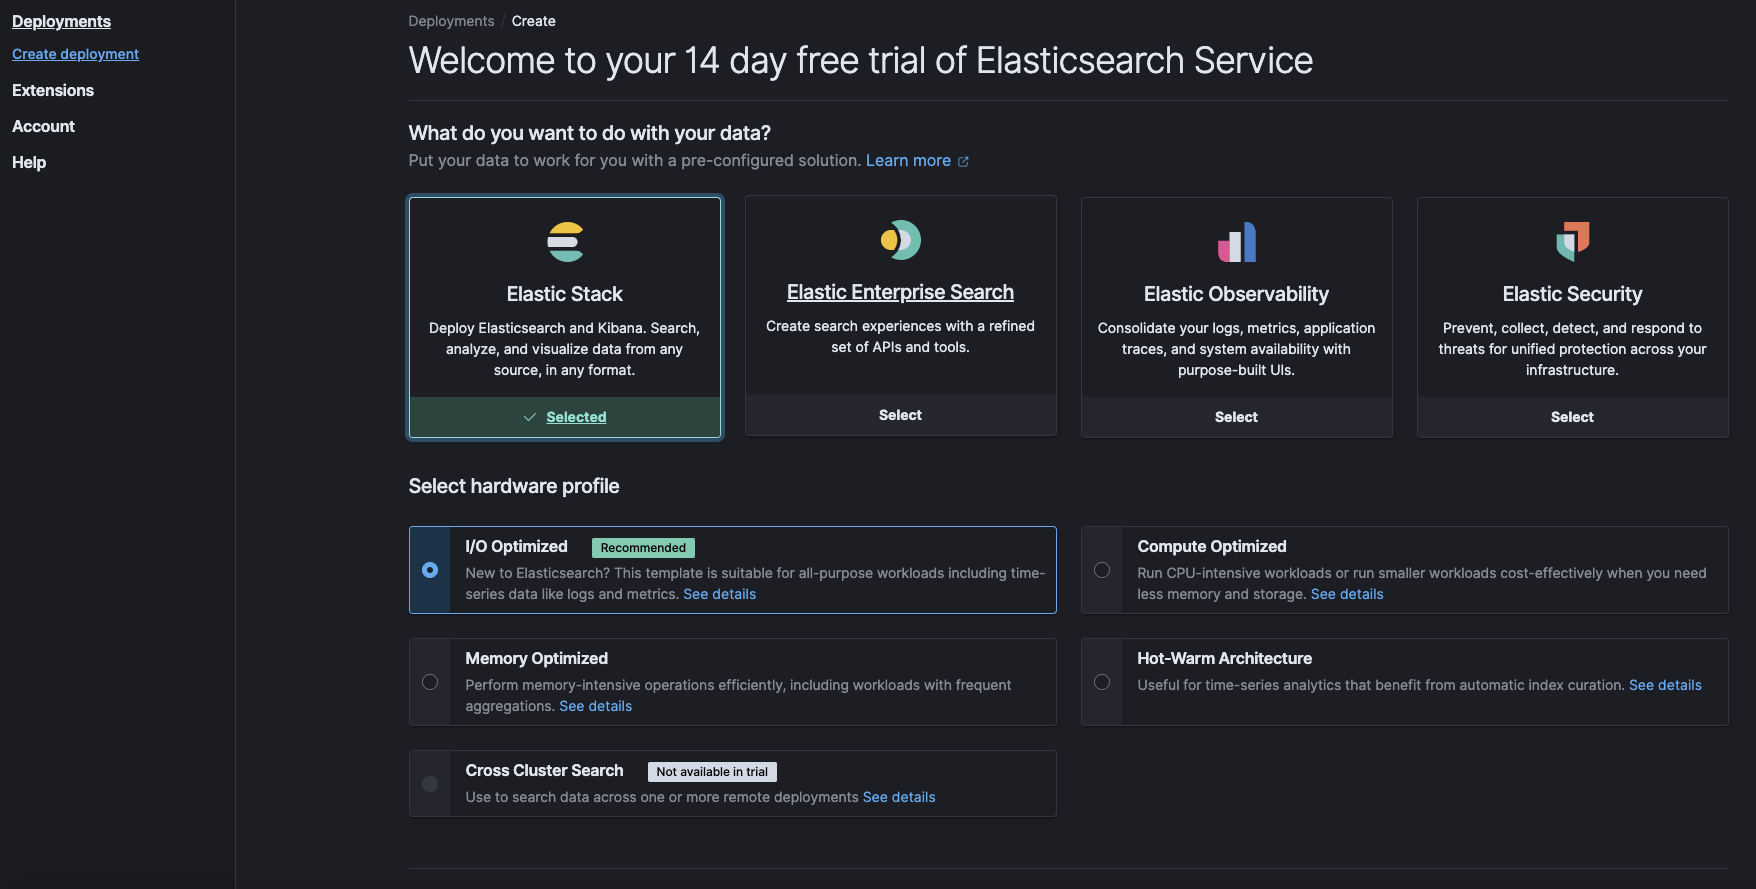 Deployments
Create deployment
Extensions
Account
Help
Deployments / Create
Welcome to your 14 day free trial of Elasticsearch Service
What do you want to do with your data?
Put your data to work for you with a pre-configured solution. Learn more
Elastic Stack
Deploy Elasticsearch and Kibana. Search,
analyze, and visualize data from any
source, in any format.
Selected
Elastic Enterprise Search
Create search experiences with a refined
set of APIs and tools.
Select
Elastic Observability
Consolidate your logs, metrics, application
traces, and system availability with
purpose-built UIs.
Select
Elastic Security
Prevent, collect, detect, and respond to
threats for unified protection across your
infrastructure.
Select
Select hardware profile
I/O Optimized Recommended
New to Elasticsearch? This template is suitable for all-purpose workloads including time-
series data like logs and metrics. See details
Compute Optimized
Run CPU-intensive workloads or run smaller workloads cost-effectively when you need
less memory and storage. See details
Memory Optimized
Perform memory-intensive operations efficiently, including workloads with frequent
aggregations. See details
Hot-Warm Architecture
Useful for time-series analytics that benefit from automatic index curation. See details
Cross Cluster Search Not available in trial
Use to search data across one or more remote deployments See details